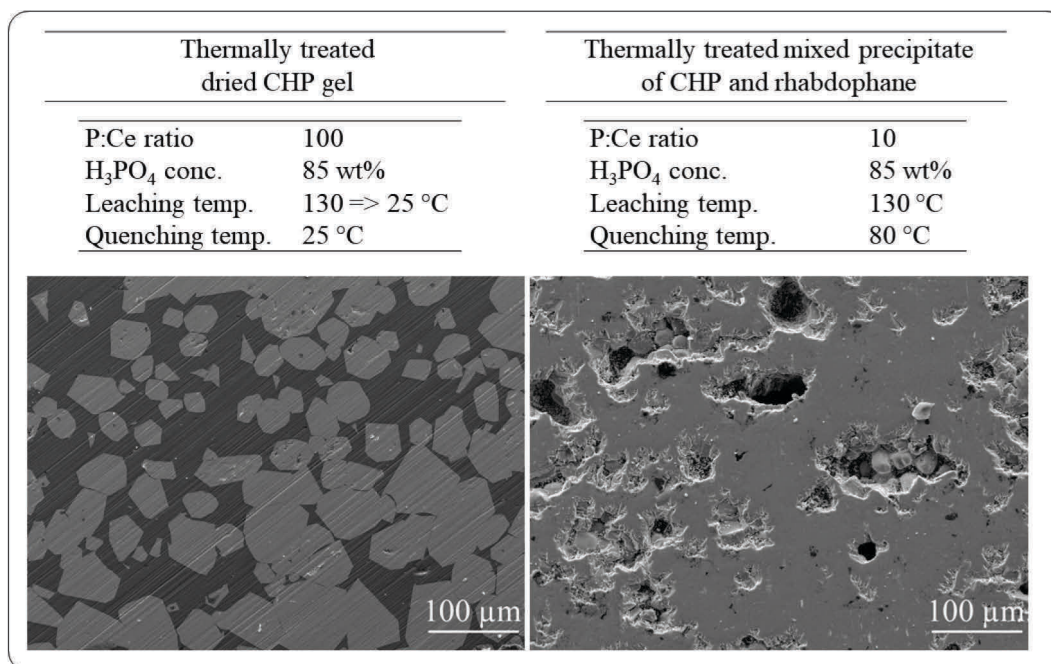 Thermally treated
dried CHP gel
P:Ce ratio 100
H₃PO₄ conc. 85 wt%
Leaching temp. 130 => 25 °C
Quenching temp. 25 °C
Thermally treated mixed precipitate
of CHP and rhabdophane
P:Ce ratio 10
H₃PO₄ conc. 85 wt%
Leaching temp. 130 °C
Quenching temp. 80 °C
100 µm
100 µm